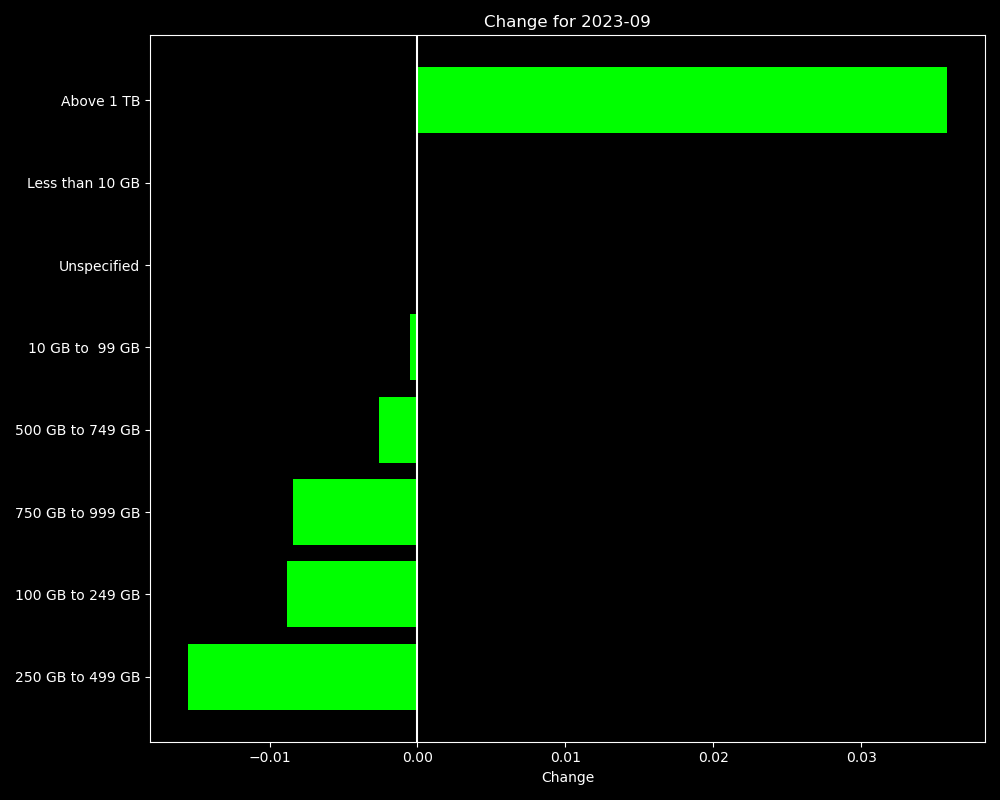 Change for 2023-09
Above 1 TB
Less than 10 GB
Unspecified
10 GB to  99 GB
500 GB to 749 GB
750 GB to 999 GB
100 GB to 249 GB
250 GB to 499 GB
−0.01 0.00 0.01 0.02 0.03
Change